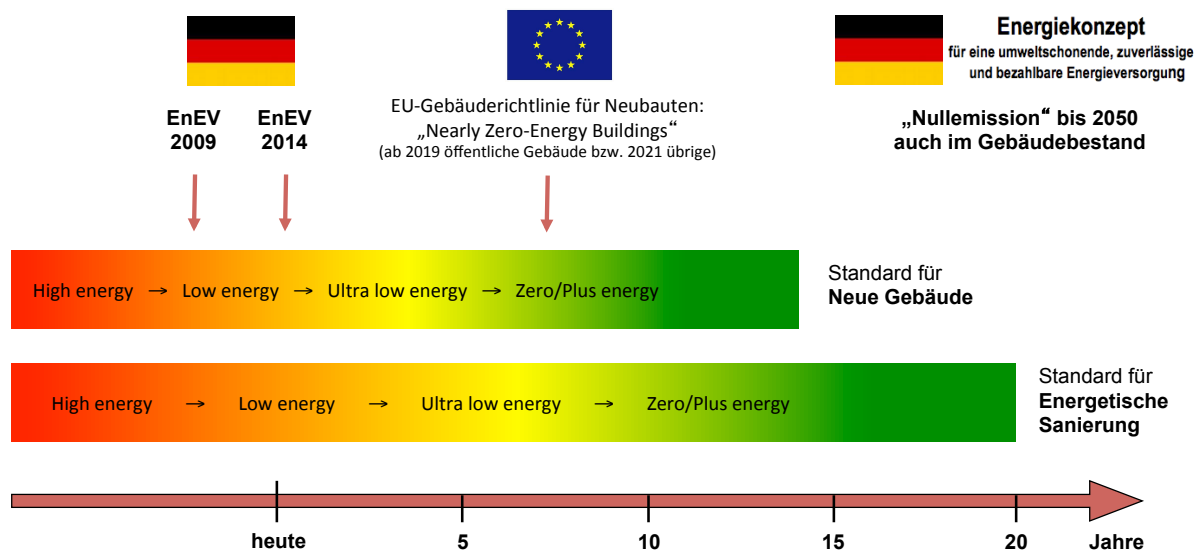 Energiekonzept
für eine umweltschonende, zuverlässige
und bezahlbare Energieversorgung
EnEV
2009
EnEV
2014
EU-Gebäuderichtlinie für Neubauten:
„Nearly Zero-Energy Buildings“
(ab 2019 öffentliche Gebäude bzw. 2021 übrige)
„Nullemission“ bis 2050
auch im Gebäudebestand
High energy → Low energy → Ultra low energy → Zero/Plus energy
Standard für
Neue Gebäude
High energy → Low energy → Ultra low energy → Zero/Plus energy
Standard für
Energetische
Sanierung
heute 5 10 15 20 Jahre